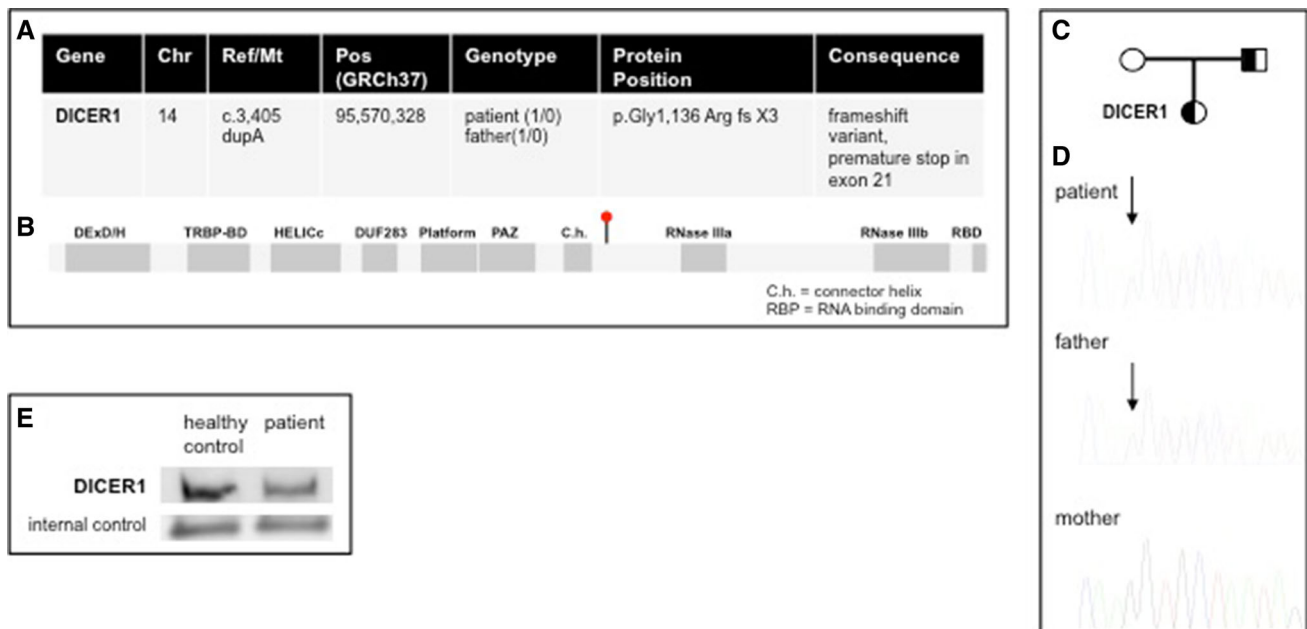 A
Gene Chr Ref/Mt Pos Genotype Protein Consequence
(GRCh37) Position
DICER1 14 c.3,405 95,570,328 patient (1/0) p.Gly1,136 Arg fs X3 frameshift
dupA father(1/0) variant,
premature stop in
exon 21
B
DExD/H TRBP-BD HELICc DUF283 Platform PAZ C.h. RNase IIIa RNase IIIb RBD
C.h. = connector helix
RBP = RNA binding domain
C
DICER1
D
patient
father
mother
E
healthy patient
control
DICER1
internal control